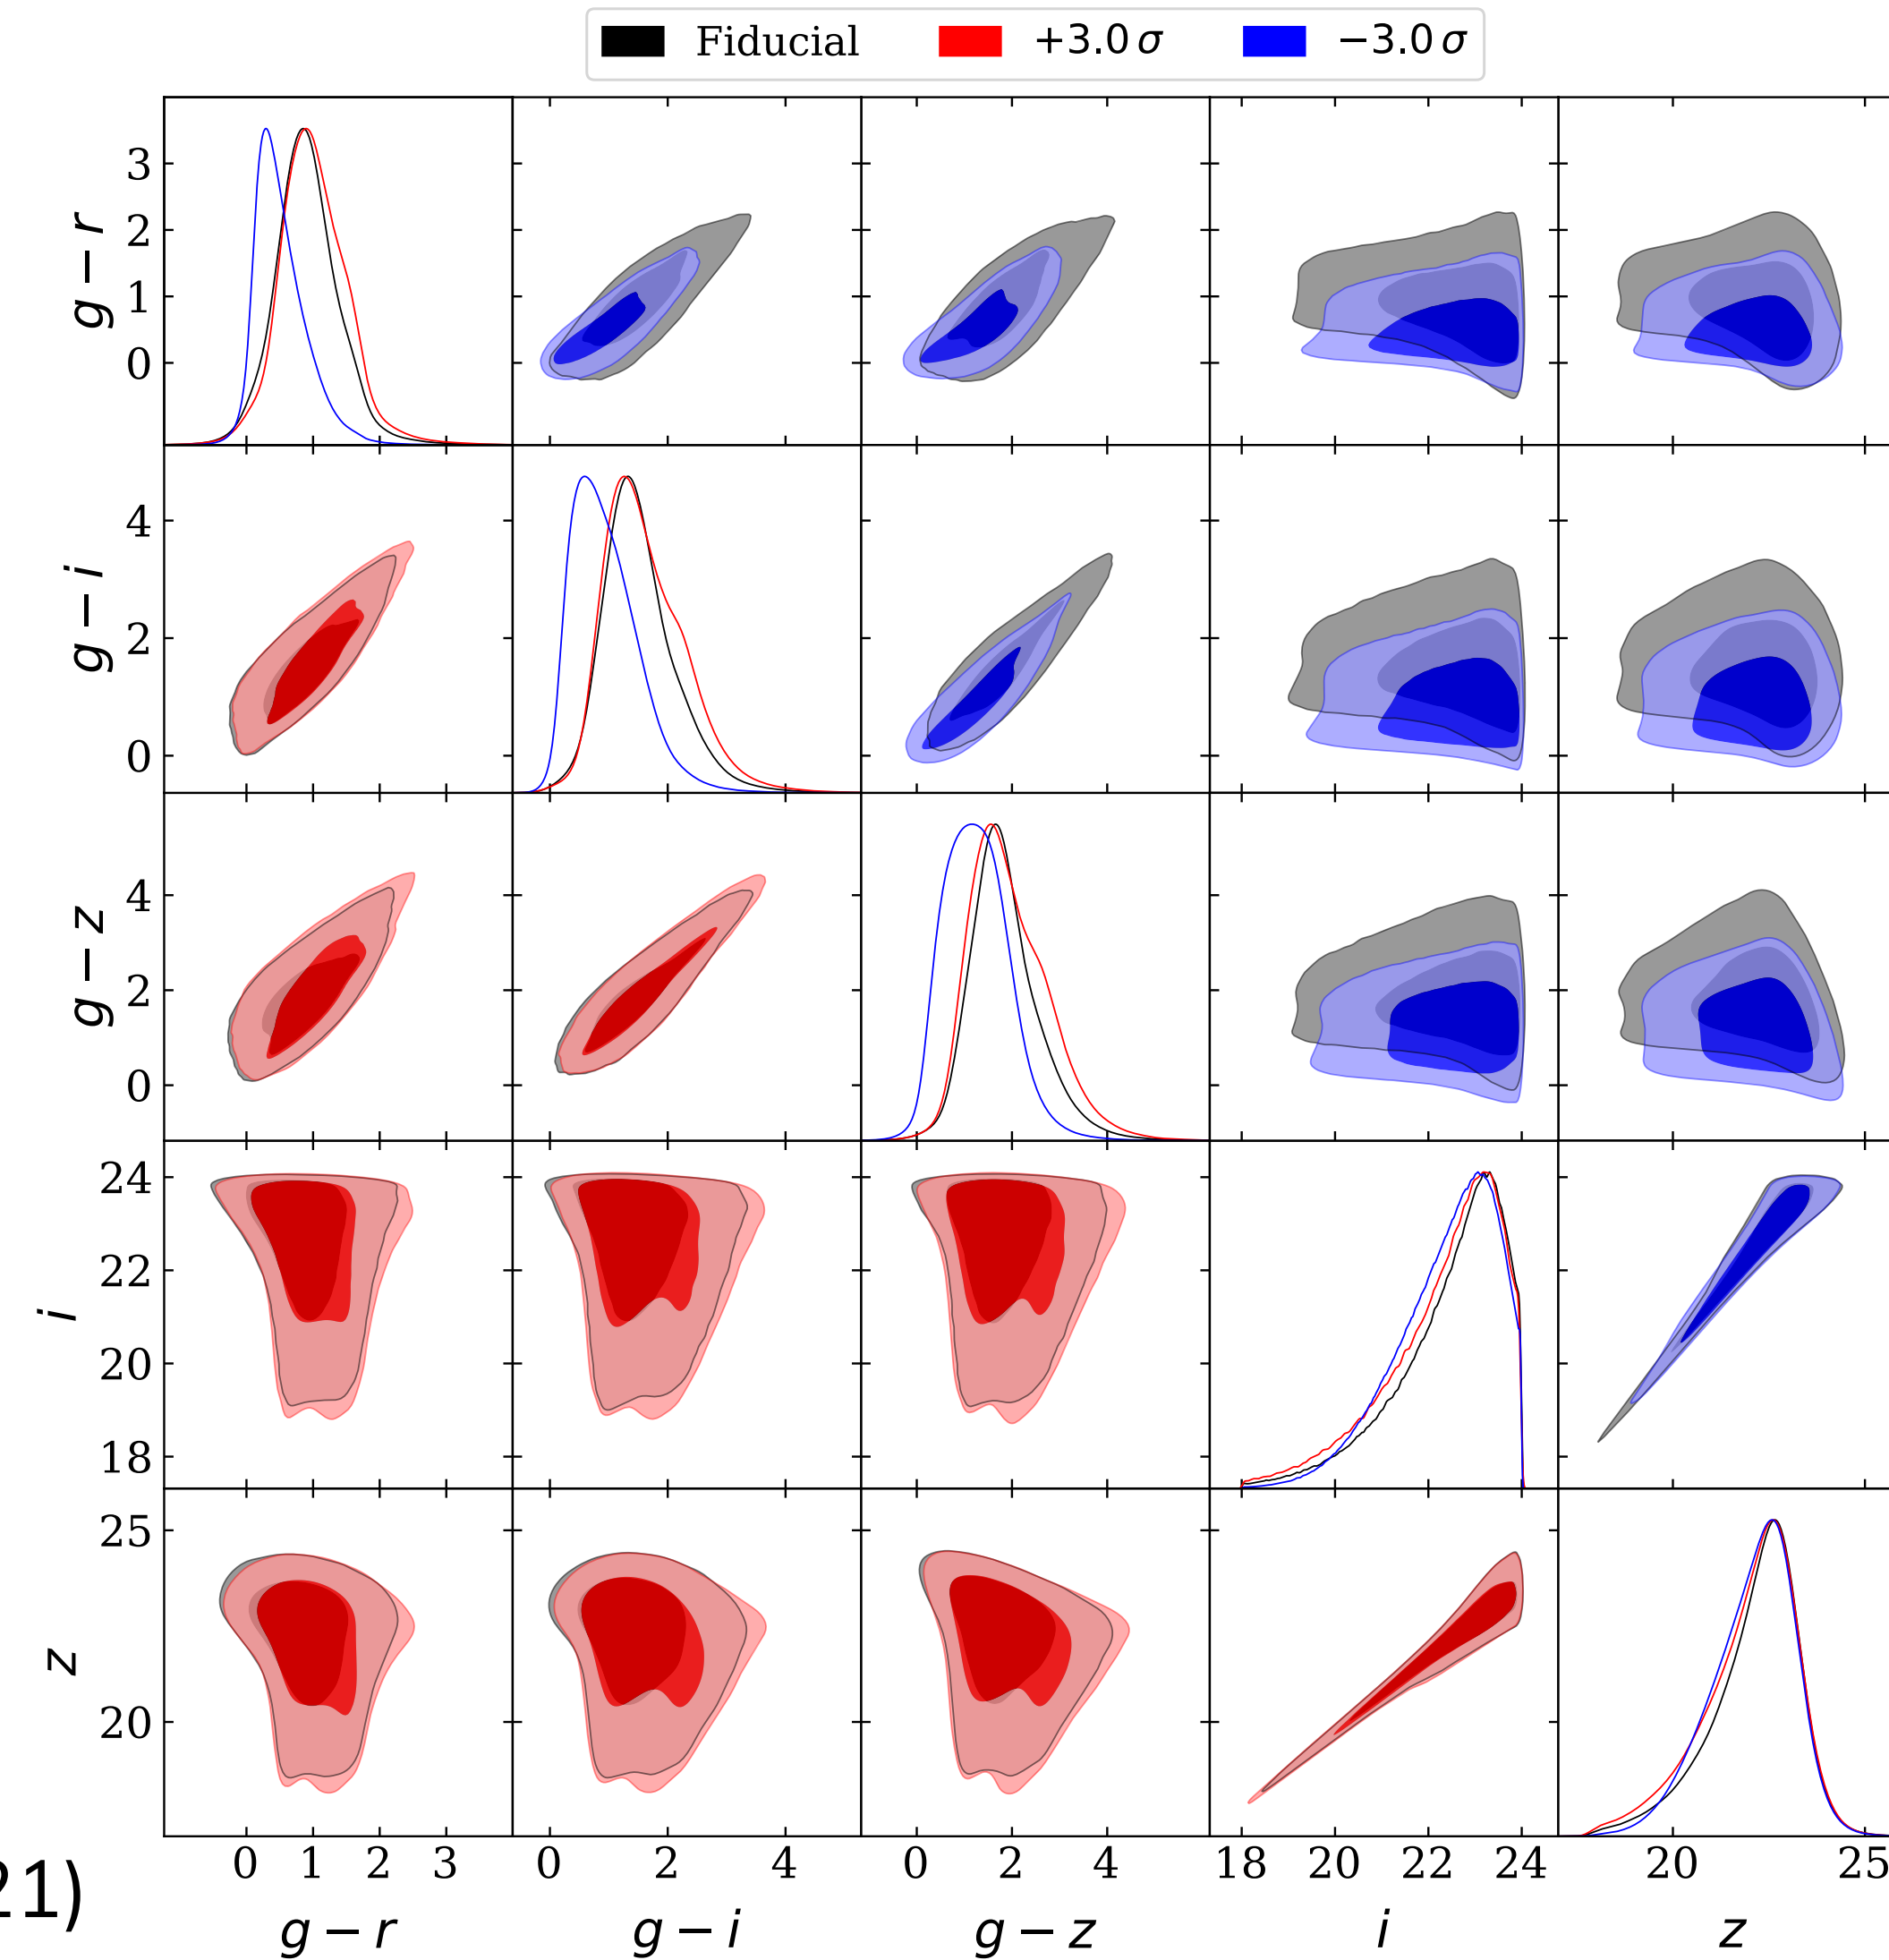 Fiducial +3.0 σ −3.0 σ
3
2
1
0
g − r
4
2
0
g − i
4
2
0
g − z
24
22
20
18
i
25
20
z
0 1 2 3 0 2 4 0 2 4 18 20 22 24 20 25
21)
g − r g − i g − z i z